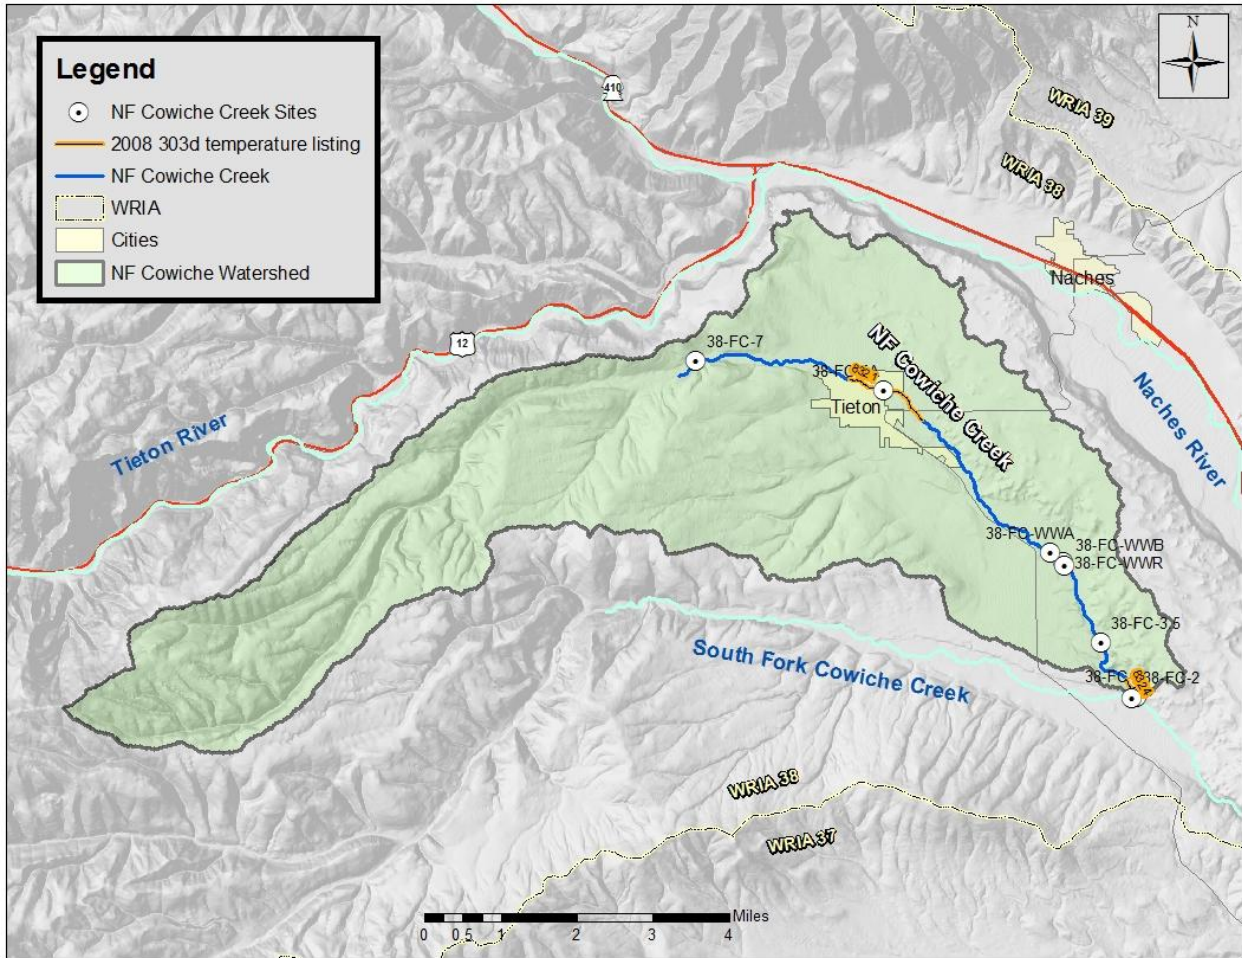 Legend
NF Cowiche Creek Sites
2008 303d temperature listing
NF Cowiche Creek
WRIA
Cities
NF Cowiche Watershed
N
410
WRIA 39
WRIA 38
Naches
12
38-FC-7
NF Cowiche Creek
Tieton
Tieton River
Naches River
38-FC-WWA
38-FC-WWB
38-FC-WWR
38-FC-3.5
South Fork Cowiche Creek
38-FC-2
8324
WRIA 38
WRIA 37
Miles
0 0.5 1 2 3 4